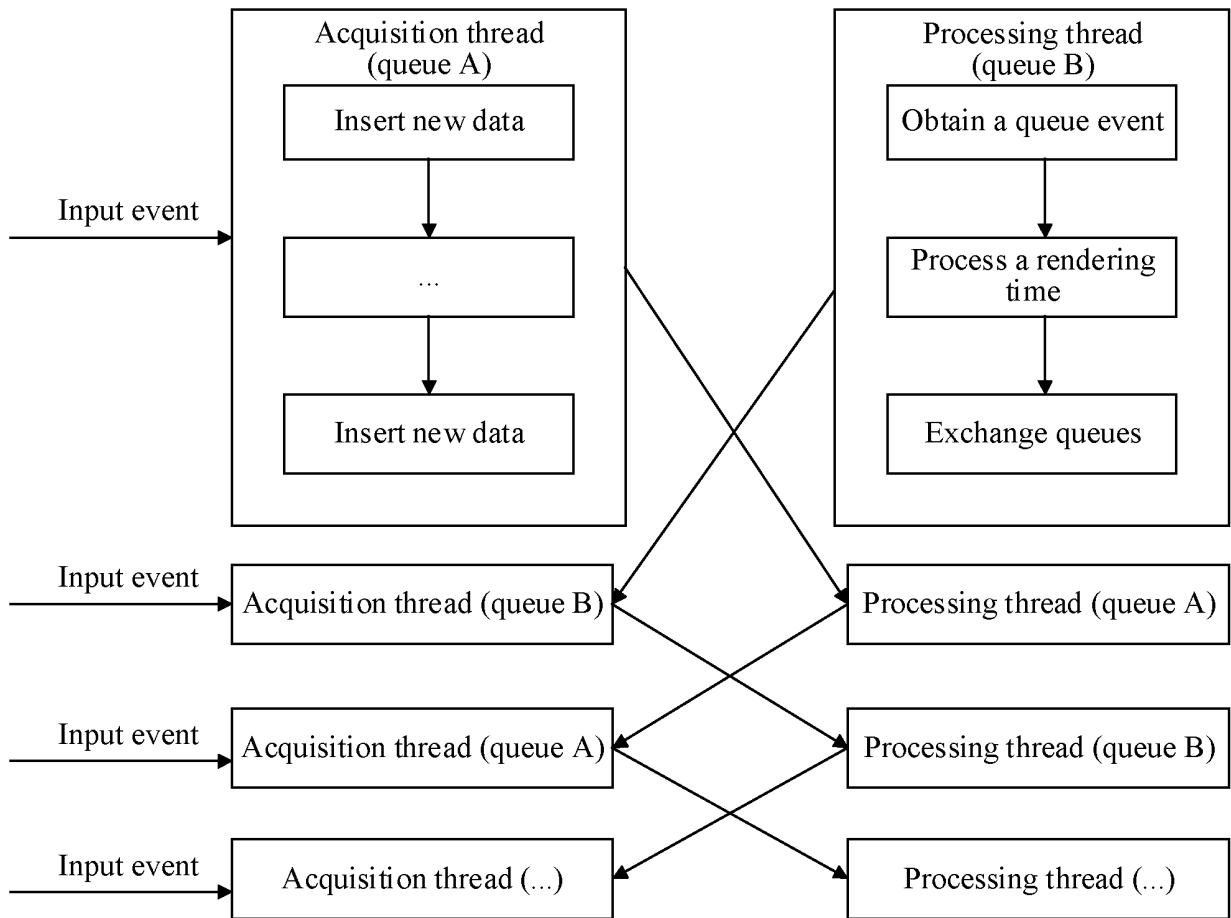 Acquisition thread
(queue A)
Insert new data
...
Insert new data
Processing thread
(queue B)
Obtain a queue event
Process a rendering
time
Exchange queues
Input event
Input event
Acquisition thread (queue B)
Processing thread (queue A)
Input event
Acquisition thread (queue A)
Processing thread (queue B)
Input event
Acquisition thread (...)
Processing thread (...)